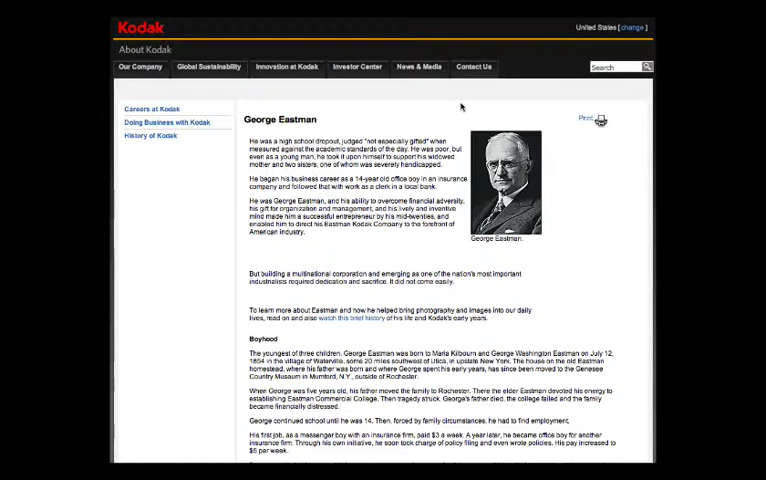 Kodak
United States [ change ]
About Kodak
Our Company Global Sustainability Innovation at Kodak Investor Center News & Media Contact Us
Search
Careers at Kodak
Doing Business with Kodak
History of Kodak
George Eastman
Print
He was a high school dropout, judged "not especially gifted" when
measured against the academic standards of the day. He was poor, but
even as a young man, he took it upon himself to support his widowed
mother and two sisters, one of whom was severely handicapped.
He began his business career as a 14-year old office boy in an insurance
company and followed that with work as a clerk in a local bank.
He was George Eastman, and his ability to overcome financial adversity,
his gift for organization and management, and his lively and inventive
mind made him a successful entrepreneur by his mid-twenties, and
enabled him to direct his Eastman Kodak Company to the forefront of
American industry.
George Eastman.
But building a multinational corporation and emerging as one of the nation's most important
industrialists required dedication and sacrifice. It did not come easily.
To learn more about Eastman and how he helped bring photography and images into our daily
lives, read on and also watch this brief history of his life and Kodak's early years.
Boyhood
The youngest of three children, George Eastman was born to Maria Kilbourn and George Washington Eastman on July 12,
1854 in the village of Waterville, some 20 miles southwest of Utica, in upstate New York. The house on the old Eastman
homestead, where his father was born and where George spent his early years, has since been moved to the Genesee
Country Museum in Mumford, N.Y., outside of Rochester.
When George was five years old, his father moved the family to Rochester. There the elder Eastman devoted his energy to
establishing Eastman Commercial College. Then tragedy struck. George's father died, the college failed and the family
became financially distressed.
George continued school until he was 14. Then, forced by family circumstances, he had to find employment.
His first job, as a messenger boy with an insurance firm, paid $3 a week. A year later, he became office boy for another
insurance firm. Through his own initiative, he soon took charge of policy filing and even wrote policies. His pay increased to
$5 per week.